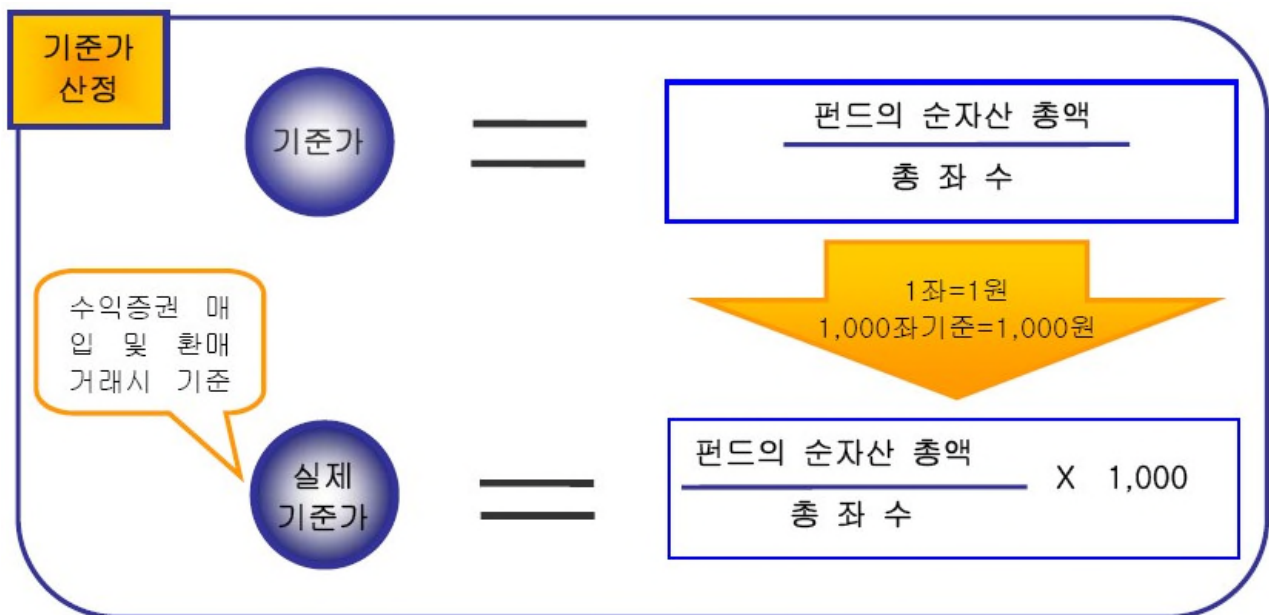 기준가
산정
기준가
펀드의 순자산 총액
총 좌 수
1좌=1원
1,000좌기준=1,000원
수익증권 매
입 및 환매
거래시 기준
실제
기준가
펀드의 순자산 총액
총 좌 수
X 1,000